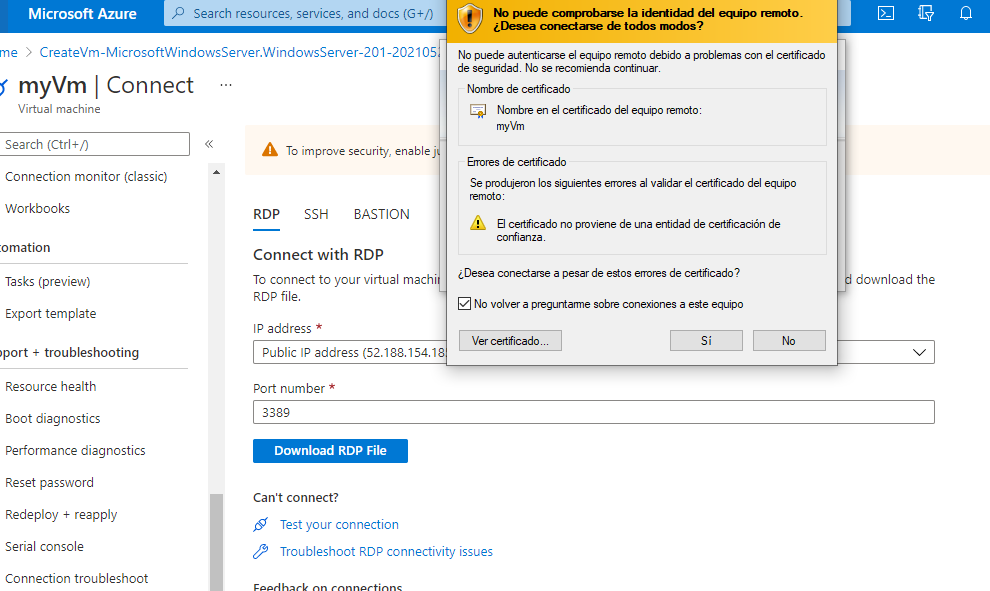 Microsoft Azure
Search resources, services, and docs (G+/)
CreateVm-MicrosoftWindowsServer.WindowsServer-201-202105
myVm | Connect
...
Virtual machine
Search (Ctrl+/)
«
Connection monitor (classic)
Workbooks
Tasks (preview)
Export template
Resource health
Boot diagnostics
Performance diagnostics
Reset password
Redeploy + reapply
Serial console
Connection troubleshoot
To improve security, enable
RDP
SSH
BASTION
Connect with RDP
To connect to your virtual
download the
RDP file.
IP address *
Public IP address (52.188.154.18
Port number *
3389
Download RDP File
Can't connect?
Test your connection
Troubleshoot RDP connectivity issues
Feedback on connections
No puede comprobarse la identidad del equipo remoto.
¿Desea conectarse de todos modos?
No puede autenticarse el equipo remoto debido a problemas con el certificado
de seguridad. No se recomienda continuar.
Nombre de certificado
Nombre en el certificado del equipo remoto:
myVm
Errores de certificado
Se produjeron los siguientes errores al validar el certificado del equipo
remoto:
El certificado no proviene de una entidad de certificación de
confianza.
¿Desea conectarse a pesar de estos errores de certificado?
No volver a preguntarme sobre conexiones a este equipo
Ver certificado...
Sí
No